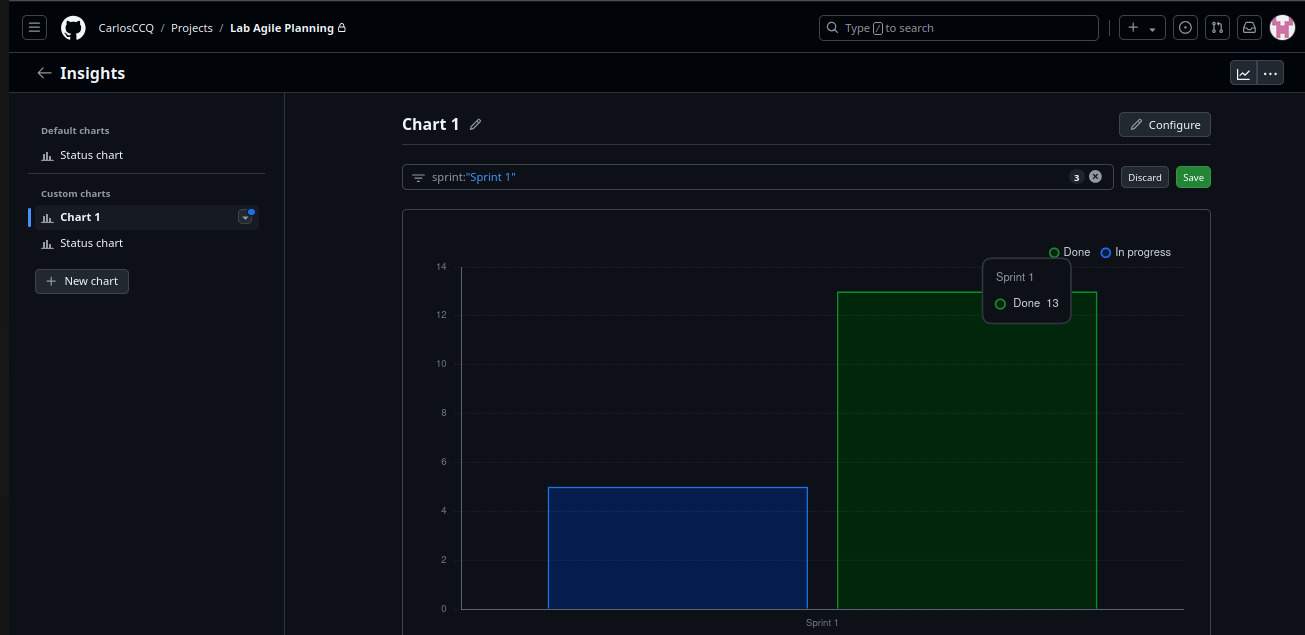 CarlosCCQ / Projects / Lab Agile Planning
Type / to search
Insights
Default charts
Status chart
Custom charts
Chart 1
Status chart
New chart
Chart 1
Configure
sprint:"Sprint 1"
3
Discard
Save
Done
In progress
Sprint 1
Done 13
14
12
10
8
6
4
2
0
Sprint 1